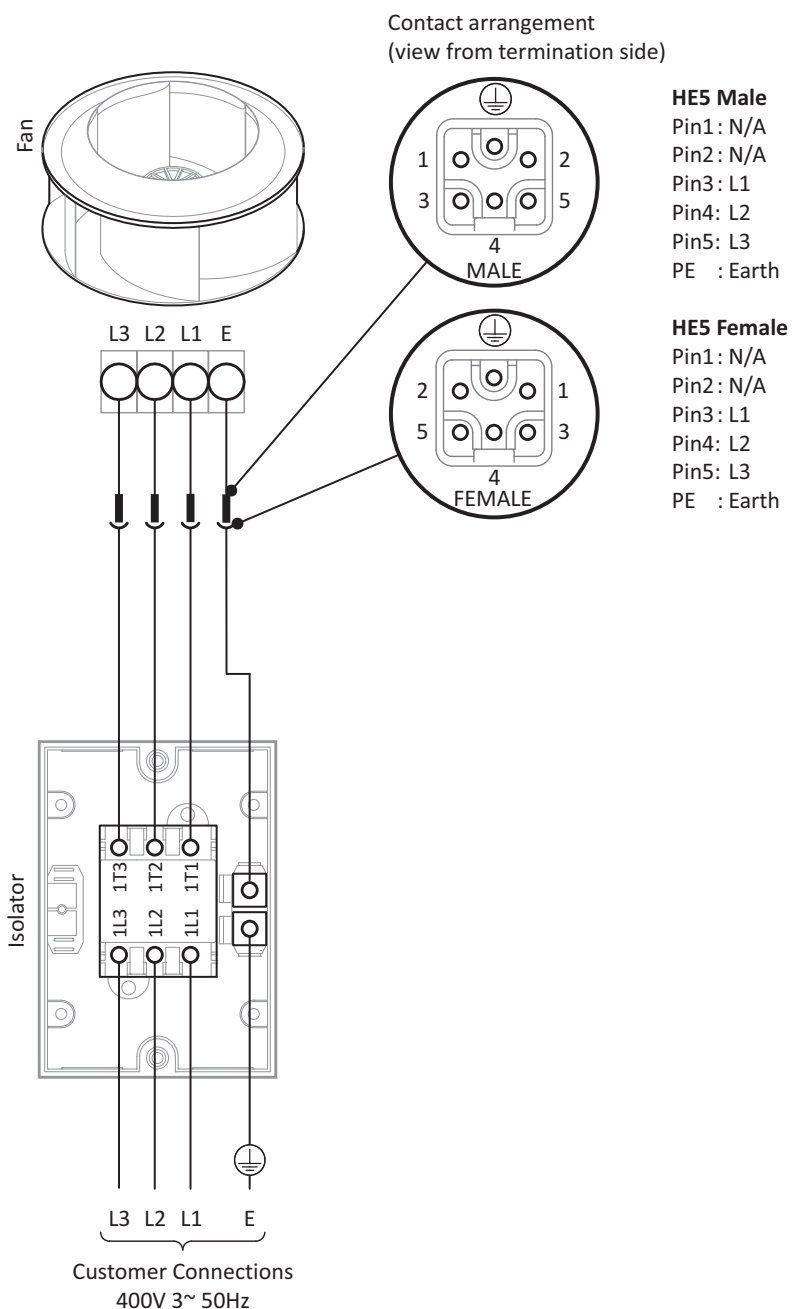 Contact arrangement
(view from termination side)
Fan
1
2
3
5
4
MALE
HE5 Male
Pin1: N/A
Pin2: N/A
Pin3: L1
Pin4: L2
Pin5: L3
PE : Earth
L3 L2 L1 E
2
1
5
3
4
FEMALE
HE5 Female
Pin1: N/A
Pin2: N/A
Pin3: L1
Pin4: L2
Pin5: L3
PE : Earth
Isolator
1T3 1T2 1T1
1L3 1L2 1L1
L3 L2 L1 E
Customer Connections
400V 3~ 50Hz